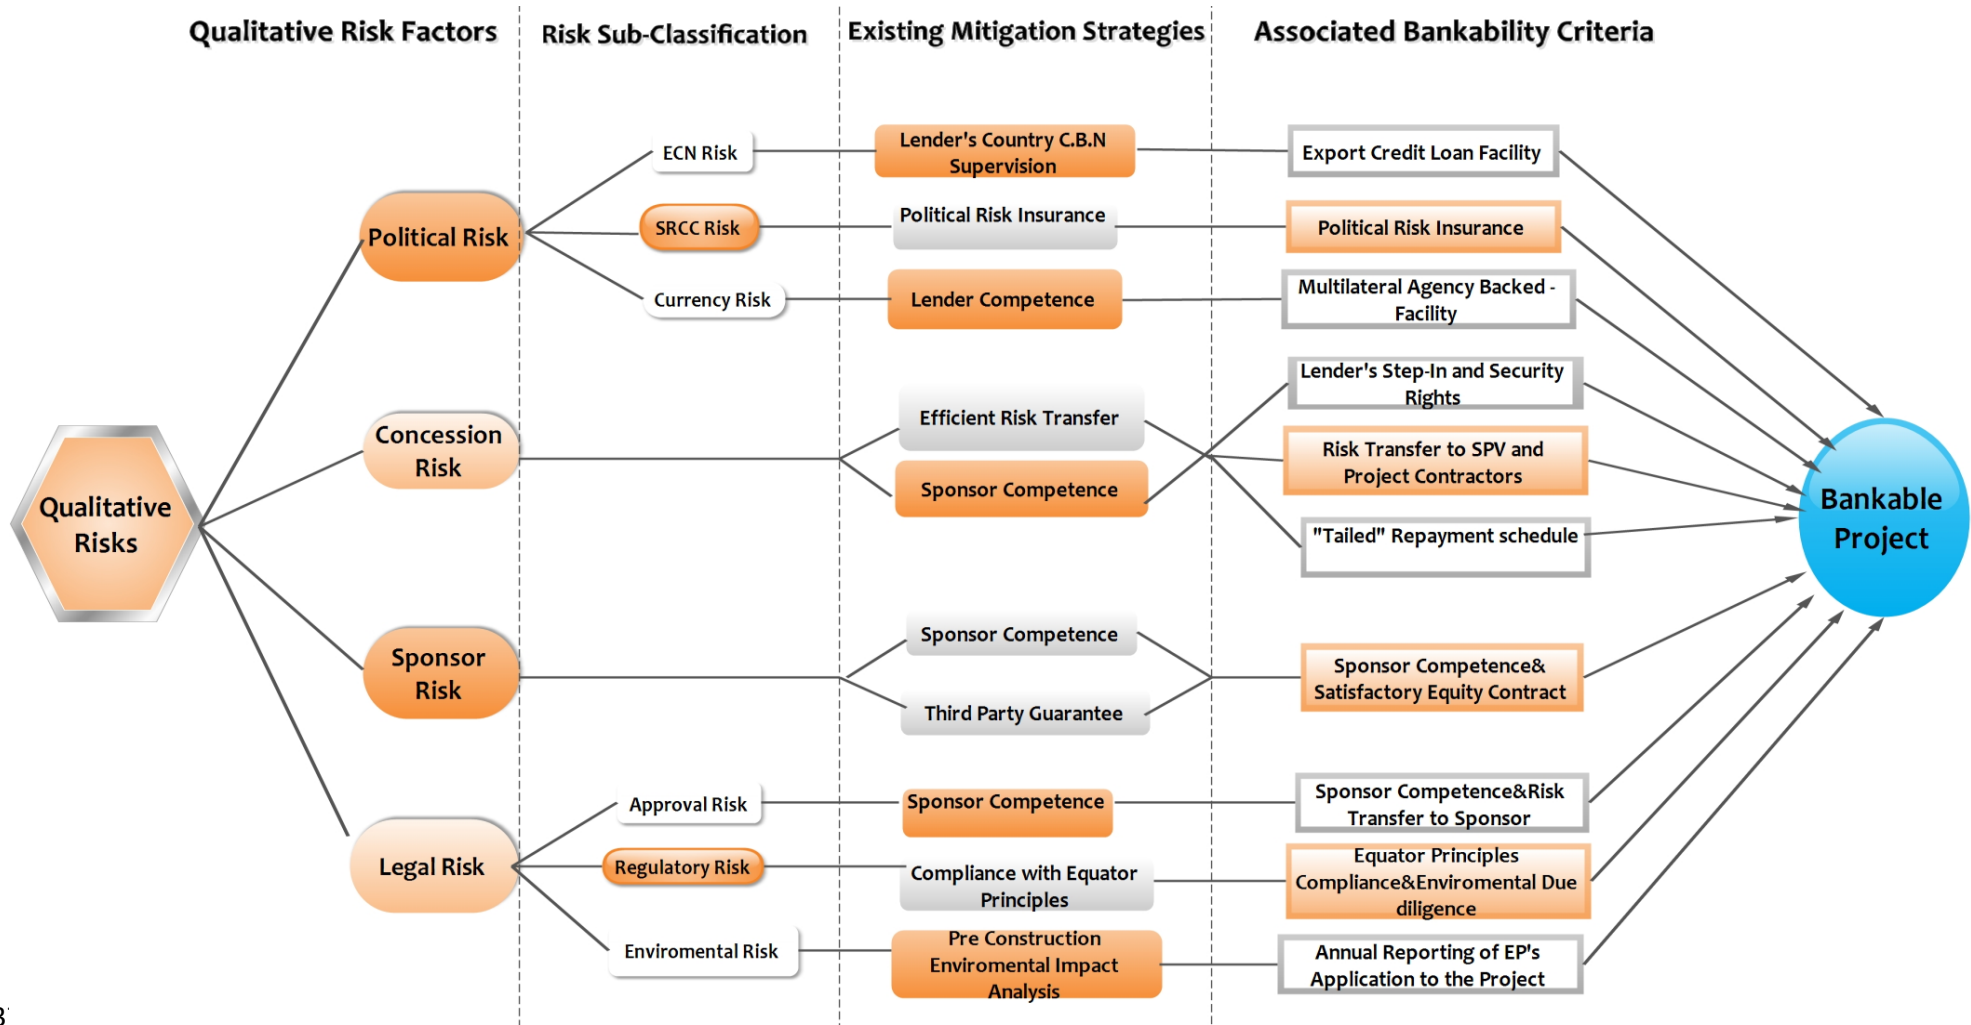 Qualitative Risk Factors
Risk Sub-Classification
Existing Mitigation Strategies
Associated Bankability Criteria
Qualitative
Risks
Political Risk
ECN Risk
Lender's Country C.B.N
Supervision
Export Credit Loan Facility
SRCC Risk
Political Risk Insurance
Political Risk Insurance
Currency Risk
Lender Competence
Multilateral Agency Backed -
Facility
Concession
Risk
Efficient Risk Transfer
Sponsor Competence
Lender's Step-In and Security
Rights
Risk Transfer to SPV and
Project Contractors
"Tailed" Repayment schedule
Sponsor
Risk
Sponsor Competence
Third Party Guarantee
Sponsor Competence&
Satisfactory Equity Contract
Legal Risk
Approval Risk
Sponsor Competence
Sponsor Competence&Risk
Transfer to Sponsor
Regulatory Risk
Compliance with Equator
Principles
Equator Principles
Compliance&Enviromental Due
diligence
Enviromental Risk
Pre Construction
Enviromental Impact
Analysis
Annual Reporting of EP's
Application to the Project
Bankable
Project